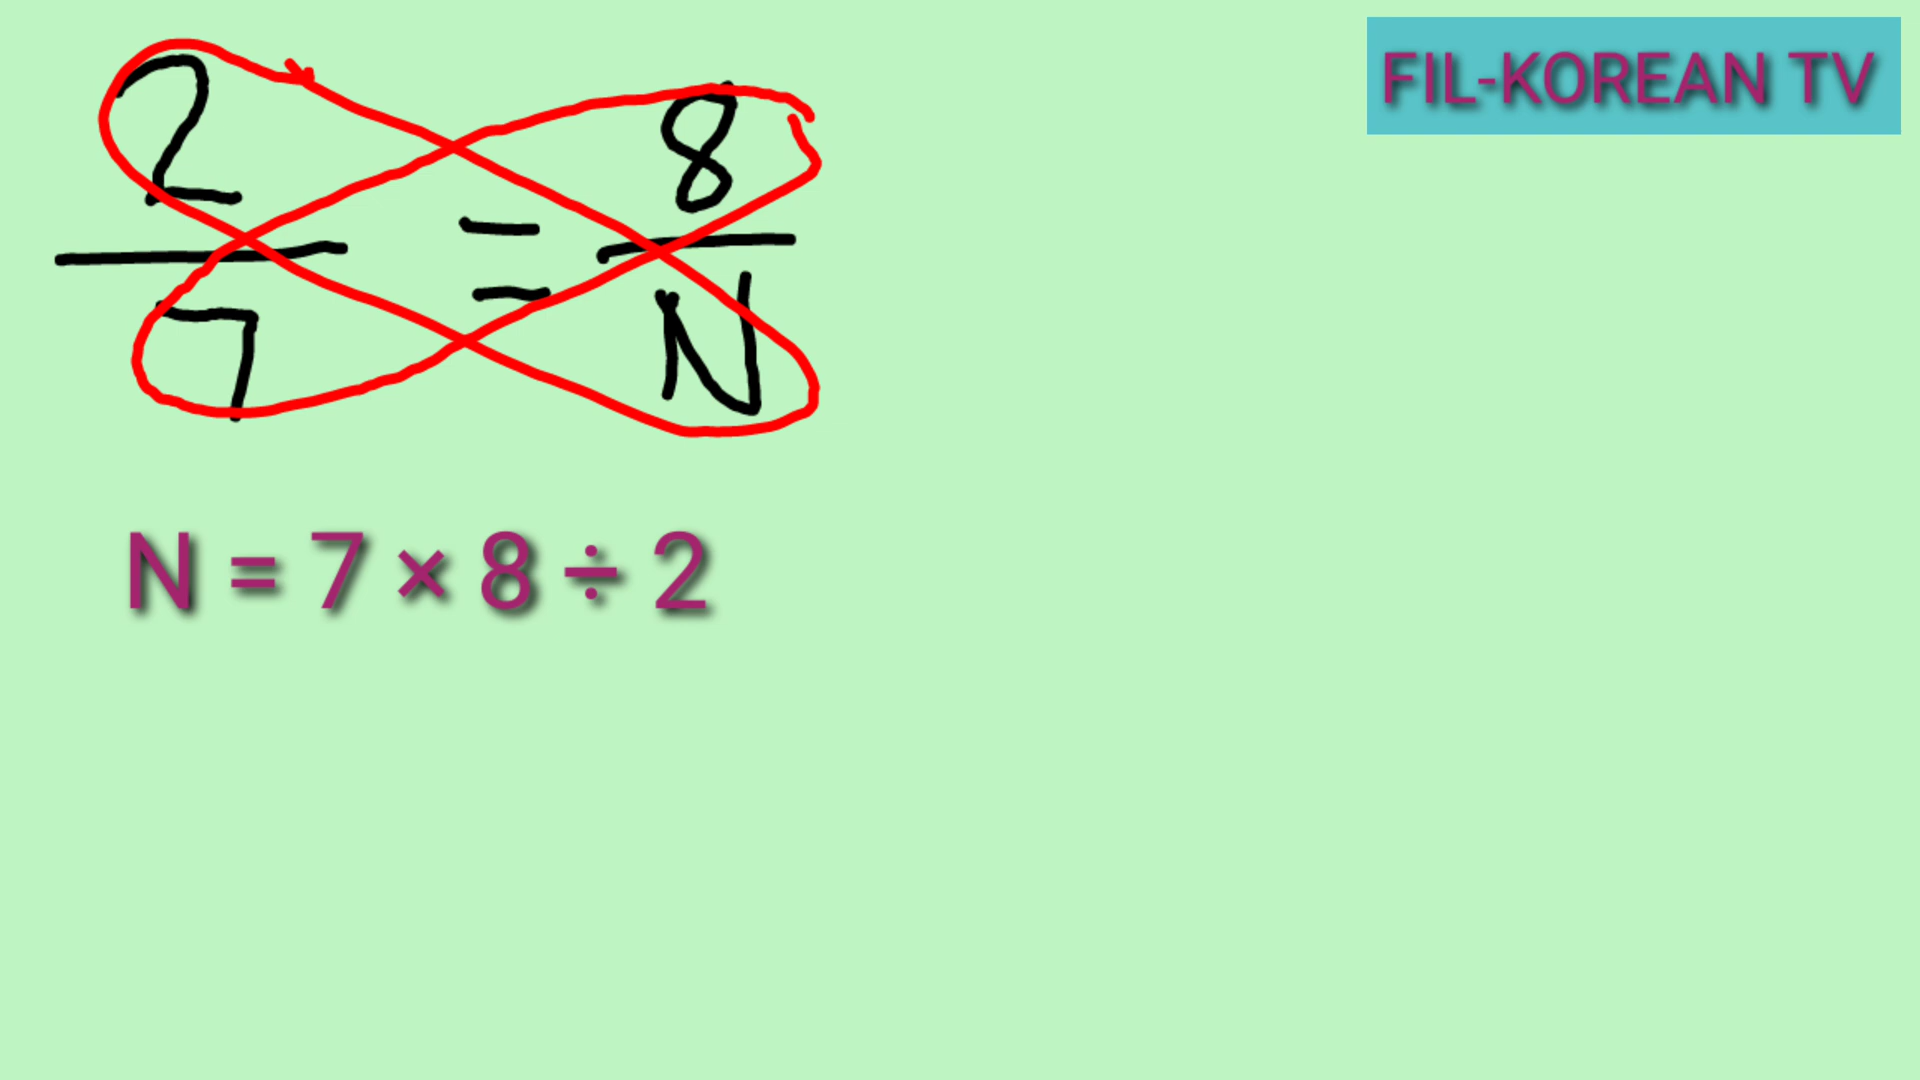 FIL-KOREAN TV
2 = 8
7 N
N = 7 × 8 ÷ 2